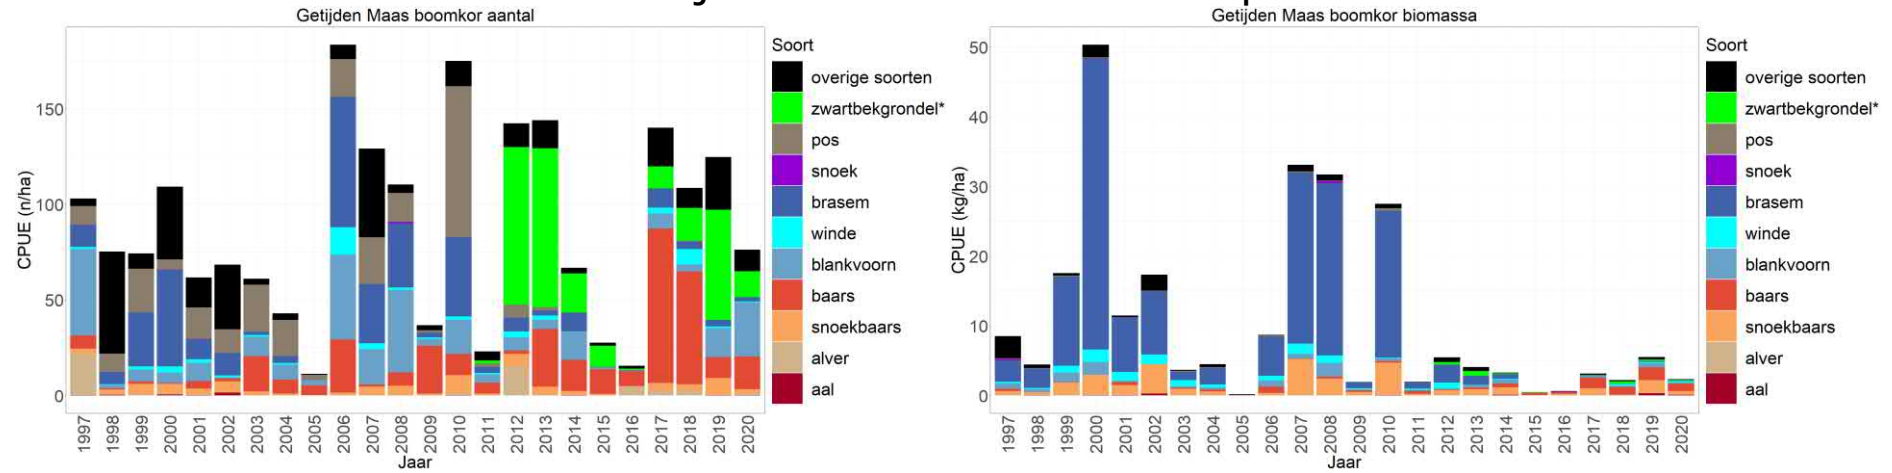 Getijden Maas boomkor aantal
CPUE (n/ha)
150
100
50
0
1997 1998 1999 2000 2001 2002 2003 2004 2005 2006 2007 2008 2009 2010 2011 2012 2013 2014 2015 2016 2017 2018 2019 2020
Jaar
Soort
overige soorten
zwartbekgrondel*
pos
snoek
brasem
winde
blankvoorn
baars
snoekbaars
alver
aal
Getijden Maas boomkor biomassa
CPUE (kg/ha)
50
40
30
20
10
0
1997 1998 1999 2000 2001 2002 2003 2004 2005 2006 2007 2008 2009 2010 2011 2012 2013 2014 2015 2016 2017 2018 2019 2020
Jaar
Soort
overige soorten
zwartbekgrondel*
pos
snoek
brasem
winde
blankvoorn
baars
snoekbaars
alver
aal